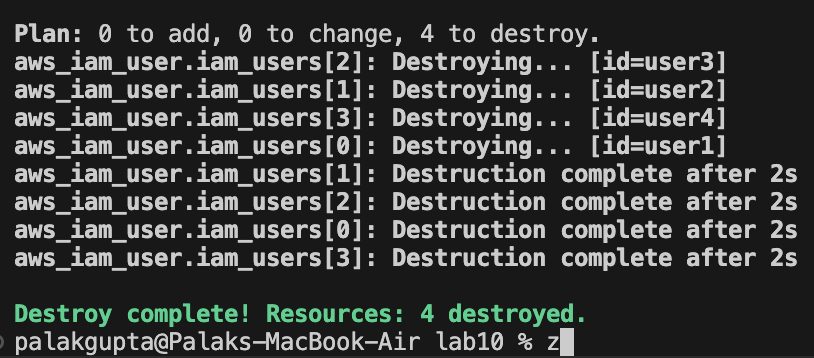 Plan: 0 to add, 0 to change, 4 to destroy.
aws_iam_user.iam_users[2]: Destroying... [id=user3]
aws_iam_user.iam_users[1]: Destroying... [id=user2]
aws_iam_user.iam_users[3]: Destroying... [id=user4]
aws_iam_user.iam_users[0]: Destroying... [id=user1]
aws_iam_user.iam_users[1]: Destruction complete after 2s
aws_iam_user.iam_users[2]: Destruction complete after 2s
aws_iam_user.iam_users[0]: Destruction complete after 2s
aws_iam_user.iam_users[3]: Destruction complete after 2s
Destroy complete! Resources: 4 destroyed.
palakgupta@Palaks-MacBook-Air lab10 % z